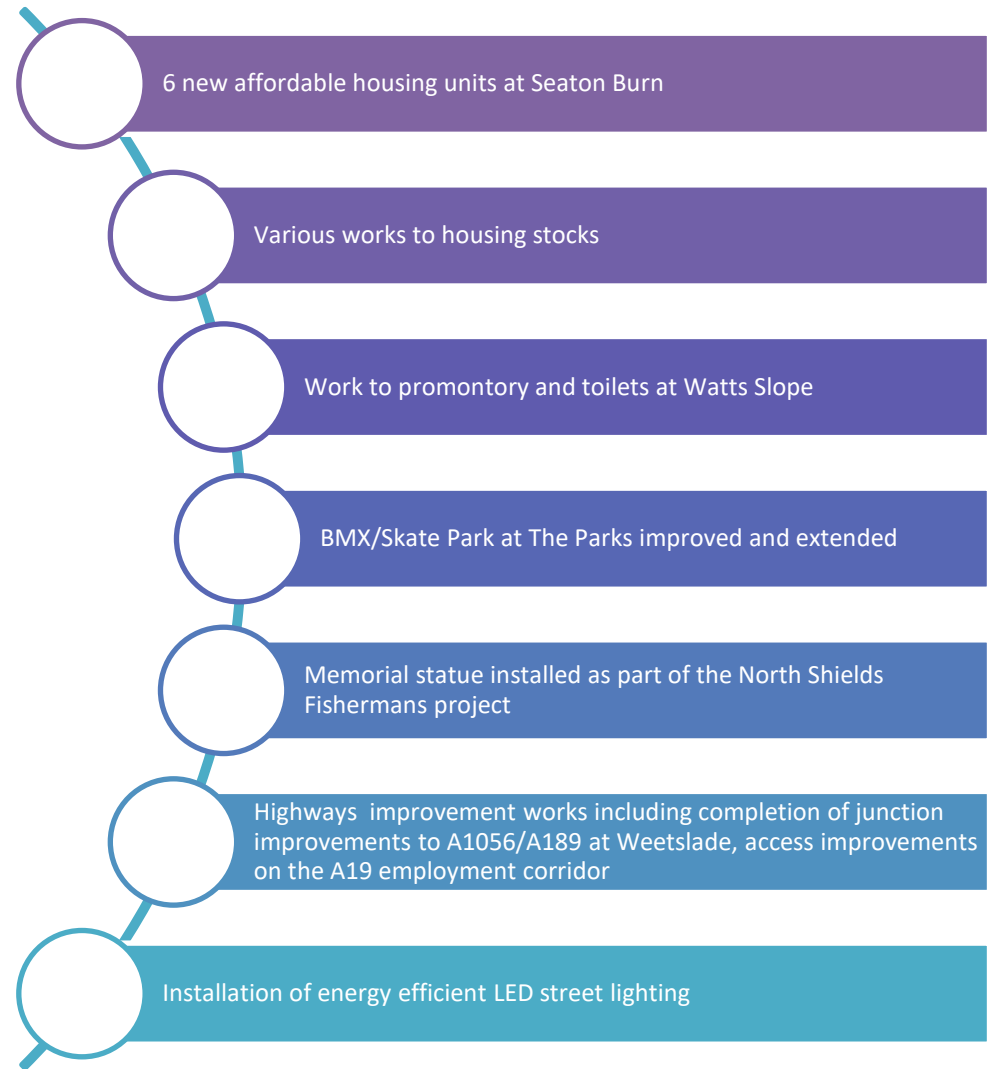 6 new affordable housing units at Seaton Burn
Various works to housing stocks
Work to promontory and toilets at Watts Slope
BMX/Skate Park at The Parks improved and extended
Memorial statue installed as part of the North Shields
Fishermans project
Highways  improvement works including completion of junction
improvements to A1056/A189 at Weetslade, access improvements
on the A19 employment corridor
Installation of energy efficient LED street lighting